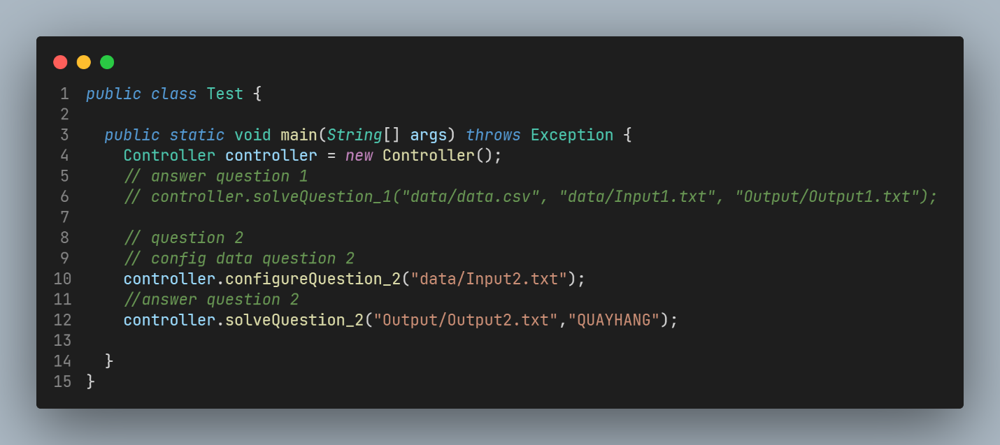 1 public class Test {
2
3 public static void main(String[] args) throws Exception {
4 Controller controller = new Controller();
5 // answer question 1
6 // controller.solveQuestion_1("data/data.csv", "data/Input1.txt", "Output/Output1.txt");
7
8 // question 2
9 // config data question 2
10 controller.configureQuestion_2("data/Input2.txt");
11 //answer question 2
12 controller.solveQuestion_2("Output/Output2.txt","QUAYHANG");
13
14 }
15 }